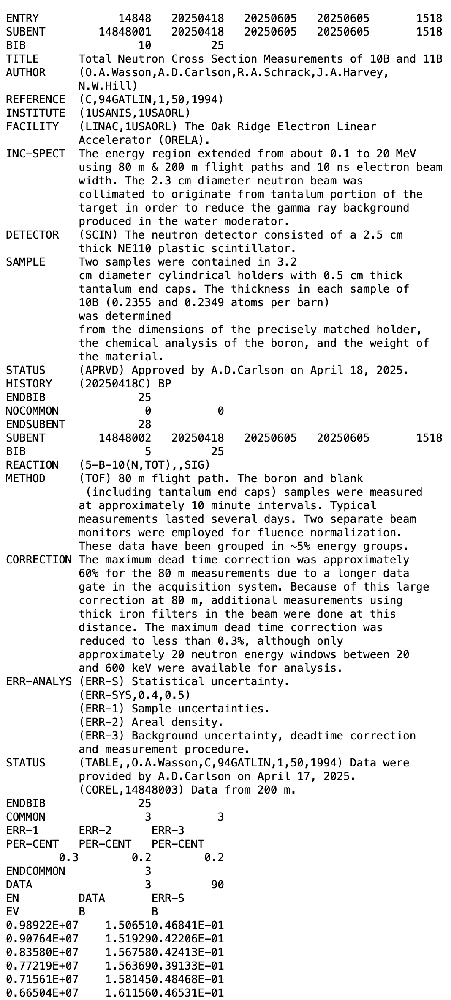 ENTRY            14848   20250418   20250605   20250605       1518
SUBENT        14848001   20250418   20250605   20250605       1518
BIB                 10         25
TITLE      Total Neutron Cross Section Measurements of 10B and 11B
AUTHOR     (O.A.Wasson,A.D.Carlson,R.A.Schrack,J.A.Harvey,
           N.W.Hill)
REFERENCE  (C,94GATLIN,1,50,1994)
INSTITUTE  (1USANIS,1USAORL)
FACILITY   (LINAC,1USAORL) The Oak Ridge Electron Linear
           Accelerator (ORELA).
INC-SPECT  The energy region extended from about 0.1 to 20 MeV
           using 80 m & 200 m flight paths and 10 ns electron beam
           width. The 2.3 cm diameter neutron beam was
           collimated to originate from tantalum portion of the
           target in order to reduce the gamma ray background
           produced in the water moderator.
DETECTOR   (SCIN) The neutron detector consisted of a 2.5 cm
           thick NE110 plastic scintillator.
SAMPLE     Two samples were contained in 3.2
           cm diameter cylindrical holders with 0.5 cm thick
           tantalum end caps. The thickness in each sample of
           10B (0.2355 and 0.2349 atoms per barn)
           was determined
           from the dimensions of the precisely matched holder,
           the chemical analysis of the boron, and the weight of
           the material.
STATUS     (APRVD) Approved by A.D.Carlson on April 18, 2025.
HISTORY    (20250418C) BP
ENDBIB              25
NOCOMMON             0          0
ENDSUBENT           28
SUBENT        14848002   20250418   20250605   20250605       1518
BIB                  5         25
REACTION   (5-B-10(N,TOT),,SIG)
METHOD     (TOF) 80 m flight path. The boron and blank
            (including tantalum end caps) samples were measured
           at approximately 10 minute intervals. Typical
           measurements lasted several days. Two separate beam
           monitors were employed for fluence normalization.
           These data have been grouped in ~5% energy groups.
CORRECTION The maximum dead time correction was approximately
           60% for the 80 m measurements due to a longer data
           gate in the acquisition system. Because of this large
           correction at 80 m, additional measurements using
           thick iron filters in the beam were done at this
           distance. The maximum dead time correction was
           reduced to less than 0.3%, although only
           approximately 20 neutron energy windows between 20
           and 600 keV were available for analysis.
ERR-ANALYS (ERR-S) Statistical uncertainty.
           (ERR-SYS,0.4,0.5)
           (ERR-1) Sample uncertainties.
           (ERR-2) Areal density.
           (ERR-3) Background uncertainty, deadtime correction
           and measurement procedure.
STATUS     (TABLE,,O.A.Wasson,C,94GATLIN,1,50,1994) Data were
           provided by A.D.Carlson on April 17, 2025.
           (COREL,14848003) Data from 200 m.
ENDBIB              25
COMMON               3          3
ERR-1      ERR-2      ERR-3
PER-CENT   PER-CENT   PER-CENT
        0.3        0.2        0.2
ENDCOMMON            3
DATA                 3         90
EN         DATA       ERR-S
EV         B          B
0.98922E+07    1.506510.46841E-01
0.90764E+07    1.519290.42206E-01
0.83580E+07    1.567580.42413E-01
0.77219E+07    1.563690.39133E-01
0.71561E+07    1.581450.48468E-01
0.66504E+07    1.611560.46531E-01